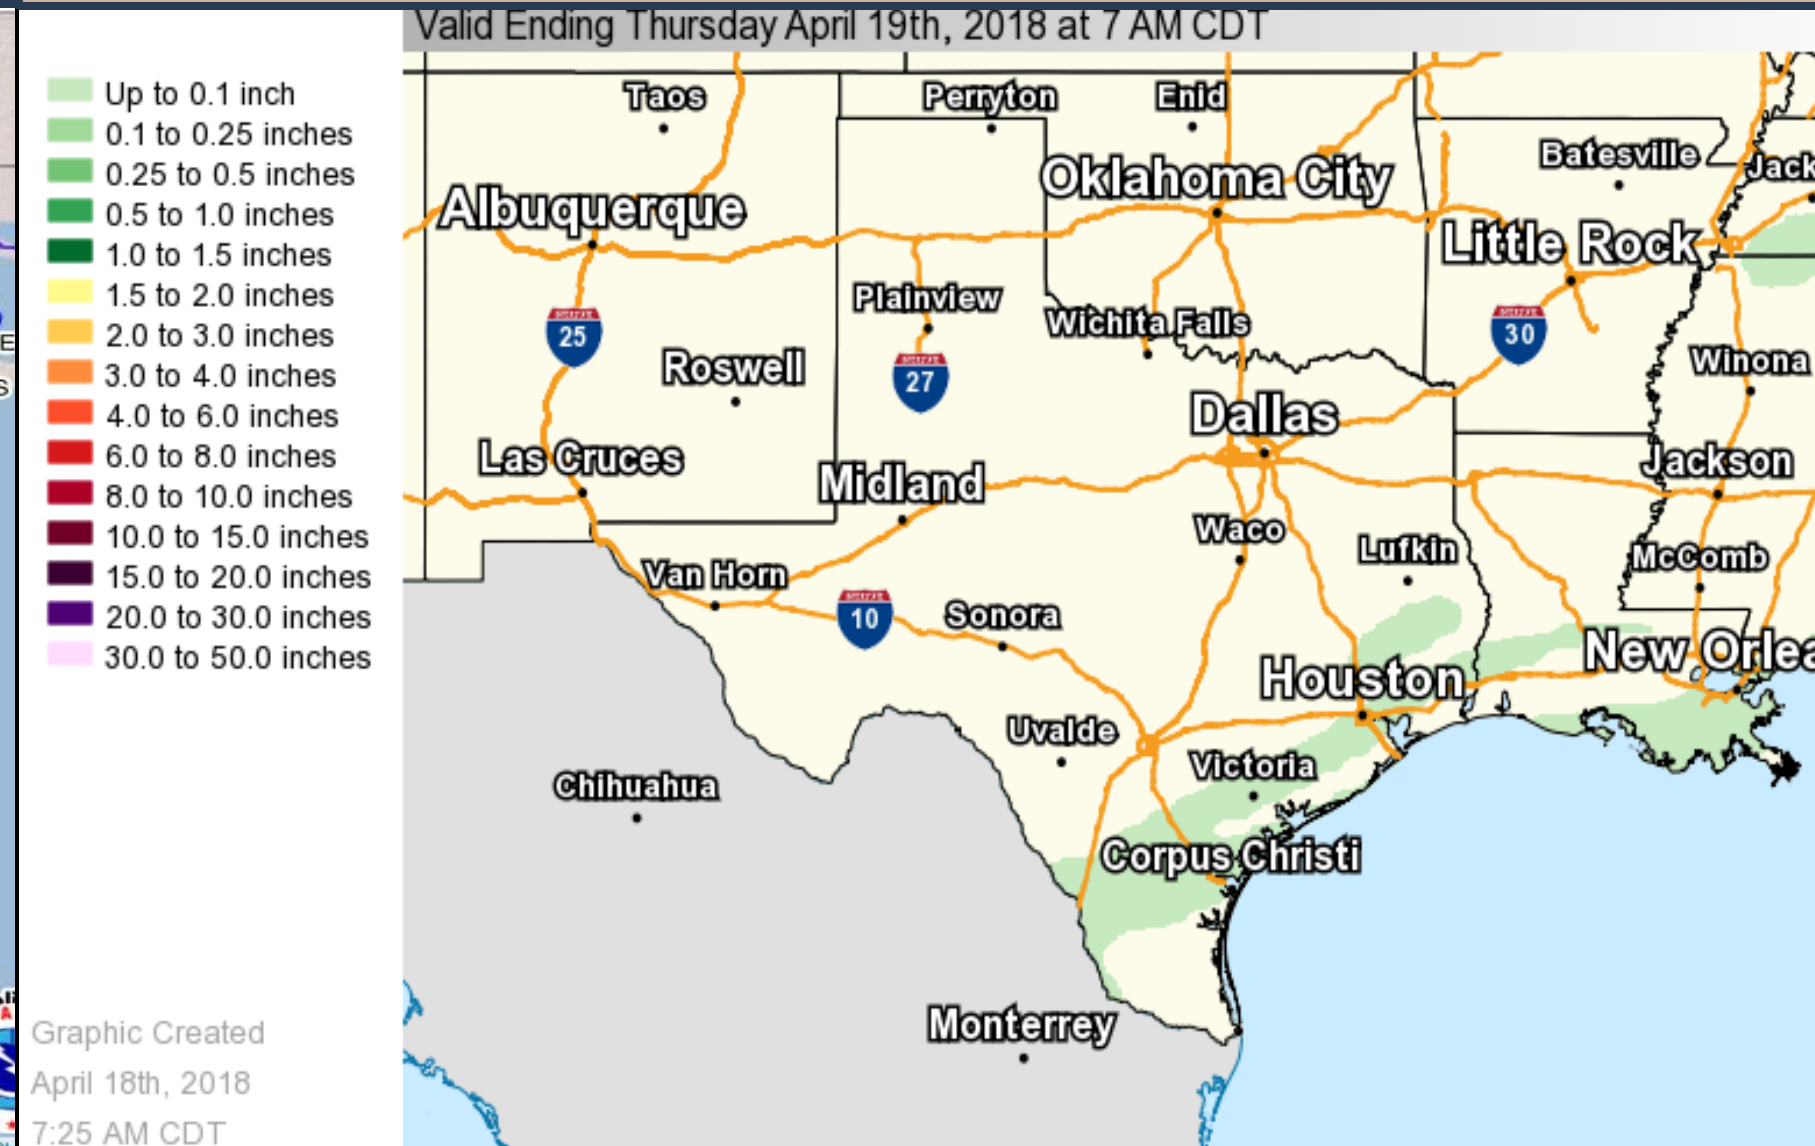 Valid Ending Thursday April 19th, 2018 at 7 AM CDT
Up to 0.1 inch
0.1 to 0.25 inches
0.25 to 0.5 inches
0.5 to 1.0 inches
1.0 to 1.5 inches
1.5 to 2.0 inches
2.0 to 3.0 inches
3.0 to 4.0 inches
4.0 to 6.0 inches
6.0 to 8.0 inches
8.0 to 10.0 inches
10.0 to 15.0 inches
15.0 to 20.0 inches
20.0 to 30.0 inches
30.0 to 50.0 inches
Graphic Created
April 18th, 2018
7:25 AM CDT
Taos
Perryton
Enid
Batesville
Jack
Oklahoma City
Albuquerque
Little Rock
Plainview
Wichita Falls
25
30
Roswell
27
Winona
Dallas
Las Cruces
Midland
Jackson
Waco
Lufkin
McComb
Van Horn
10
Sonora
New Orlea
Houston
Uvalde
Victoria
Chihuahua
Corpus Christi
Monterrey